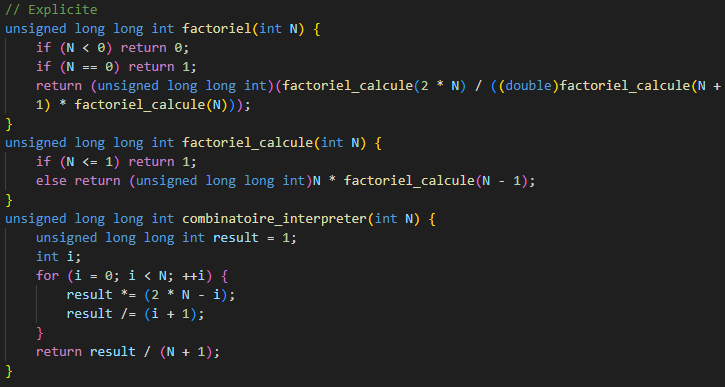 // Explicite
unsigned long long int factoriel(int N) {
    if (N < 0) return 0;
    if (N == 0) return 1;
    return (unsigned long long int)(factoriel_calcule(2 * N) / ((double)factoriel_calcule(N +
    1) * factoriel_calcule(N)));
}
unsigned long long int factoriel_calcule(int N) {
    if (N <= 1) return 1;
    else return (unsigned long long int)N * factoriel_calcule(N - 1);
}
unsigned long long int combinatoire_interpreter(int N) {
    unsigned long long int result = 1;
    int i;
    for (i = 0; i < N; ++i) {
        result *= (2 * N - i);
        result /= (i + 1);
    }
    return result / (N + 1);
}